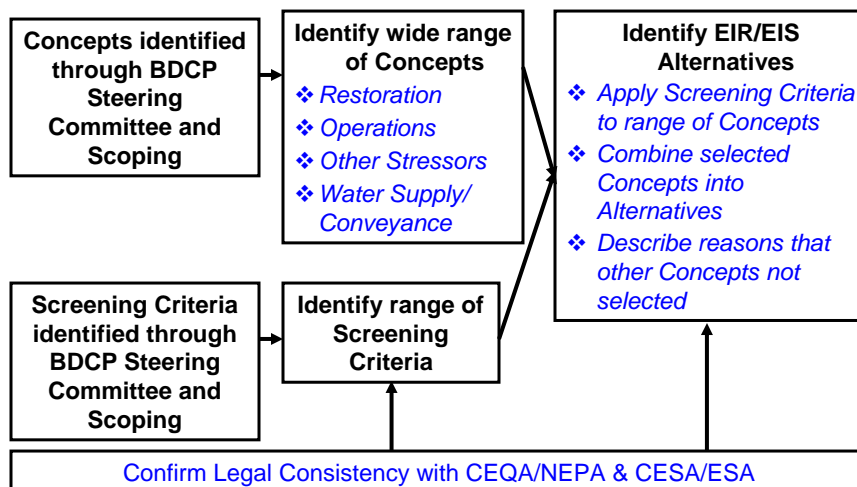 Concepts identified
through BDCP
Steering
Committee and
Scoping
Identify wide range
of Concepts
❖ Restoration
❖ Operations
❖ Other Stressors
❖ Water Supply/
Conveyance
Identify EIR/EIS
Alternatives
❖ Apply Screening Criteria
to range of Concepts
❖ Combine selected
Concepts into
Alternatives
❖ Describe reasons that
other Concepts not
selected
Screening Criteria
identified through
BDCP Steering
Committee and
Scoping
Identify range of
Screening
Criteria
Confirm Legal Consistency with CEQA/NEPA & CESA/ESA